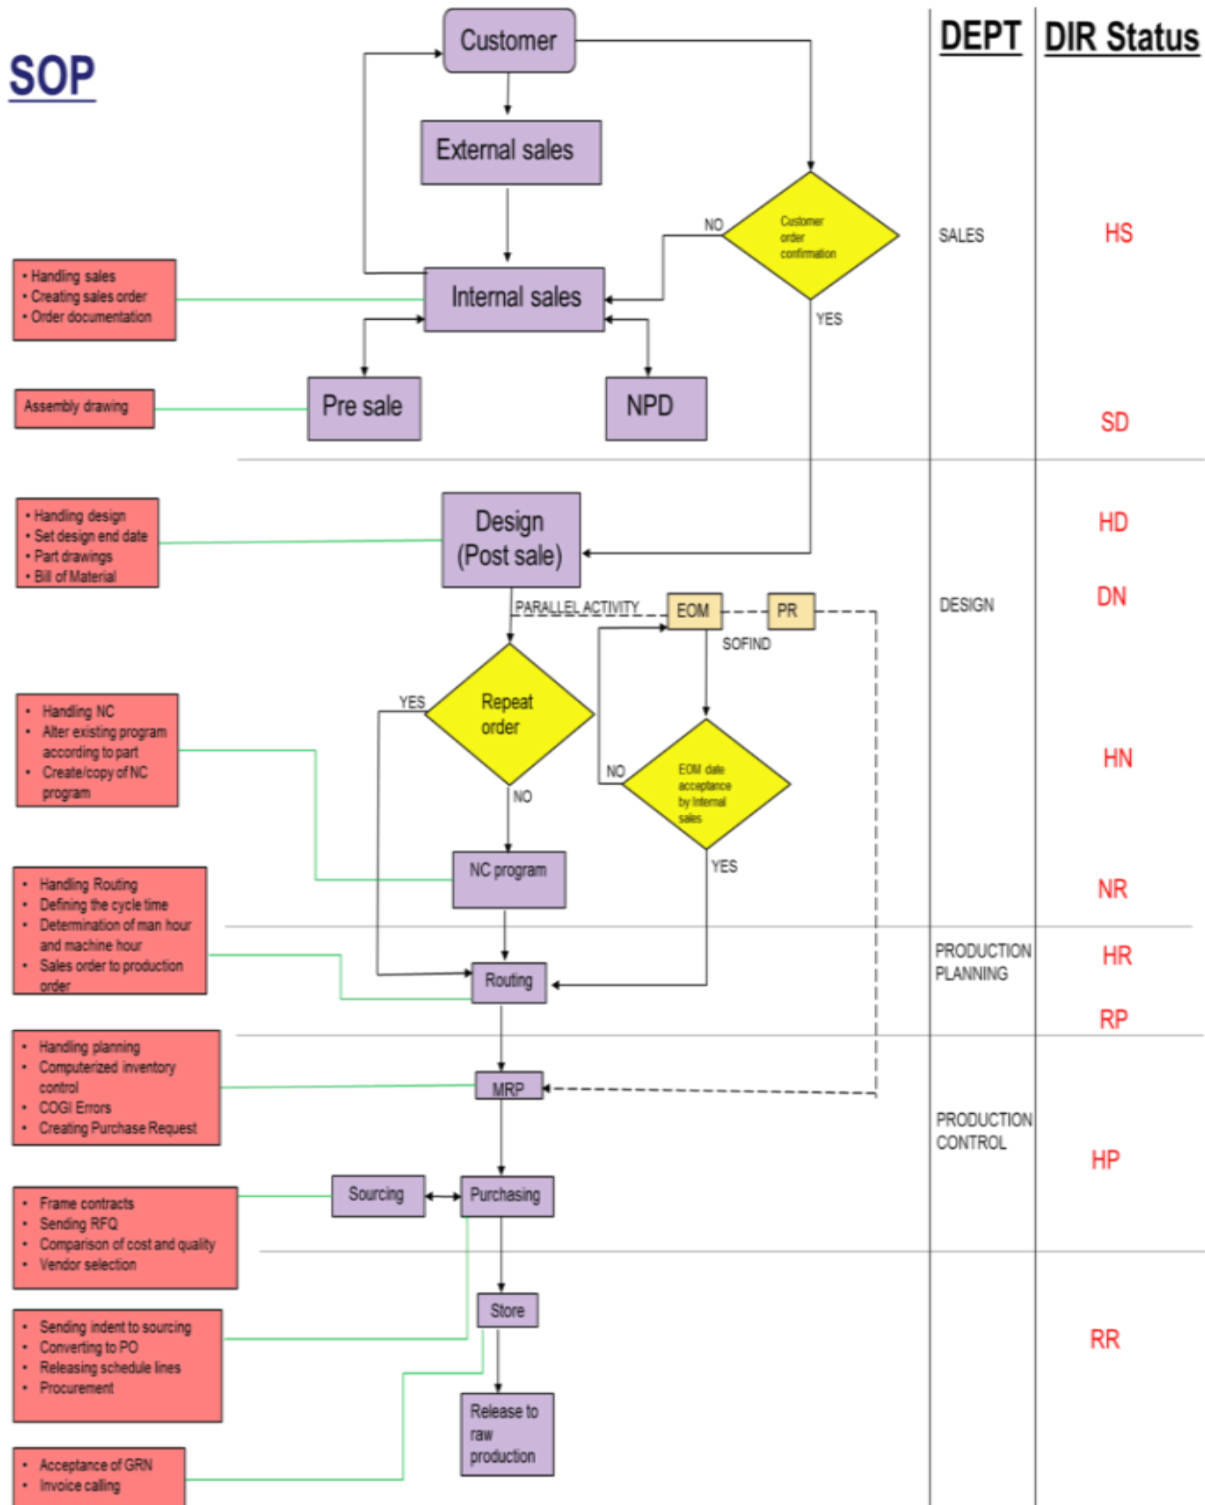 SOP
Customer
DEPT
DIR Status
External sales
Customer
order
confirmation
NO
YES
SALES
HS
• Handling sales
• Creating sales order
• Order documentation
Internal sales
Assembly drawing
Pre sale
NPD
SD
• Handling design
• Set design end date
• Part drawings
• Bill of Material
Design
(Post sale)
HD
PARALLEL ACTIVITY
EOM
PR
SOFIND
DESIGN
DN
YES
Repeat
order
NO
• Handling NC
• Alter existing program
according to part
• Create/copy of NC
program
NO
EOM date
acceptance
by Internal
sales
YES
HN
NC program
NR
• Handling Routing
• Defining the cycle time
• Determination of man hour
and machine hour
• Sales order to production
order
Routing
PRODUCTION
PLANNING
HR
RP
• Handling planning
• Computerized inventory
control
• COGI Errors
• Creating Purchase Request
MRP
PRODUCTION
CONTROL
HP
Sourcing
Purchasing
• Frame contracts
• Sending RFQ
• Comparison of cost and quality
• Vendor selection
Store
• Sending indent to sourcing
• Converting to PO
• Releasing schedule lines
• Procurement
RR
Release to
raw
production
• Acceptance of GRN
• Invoice calling